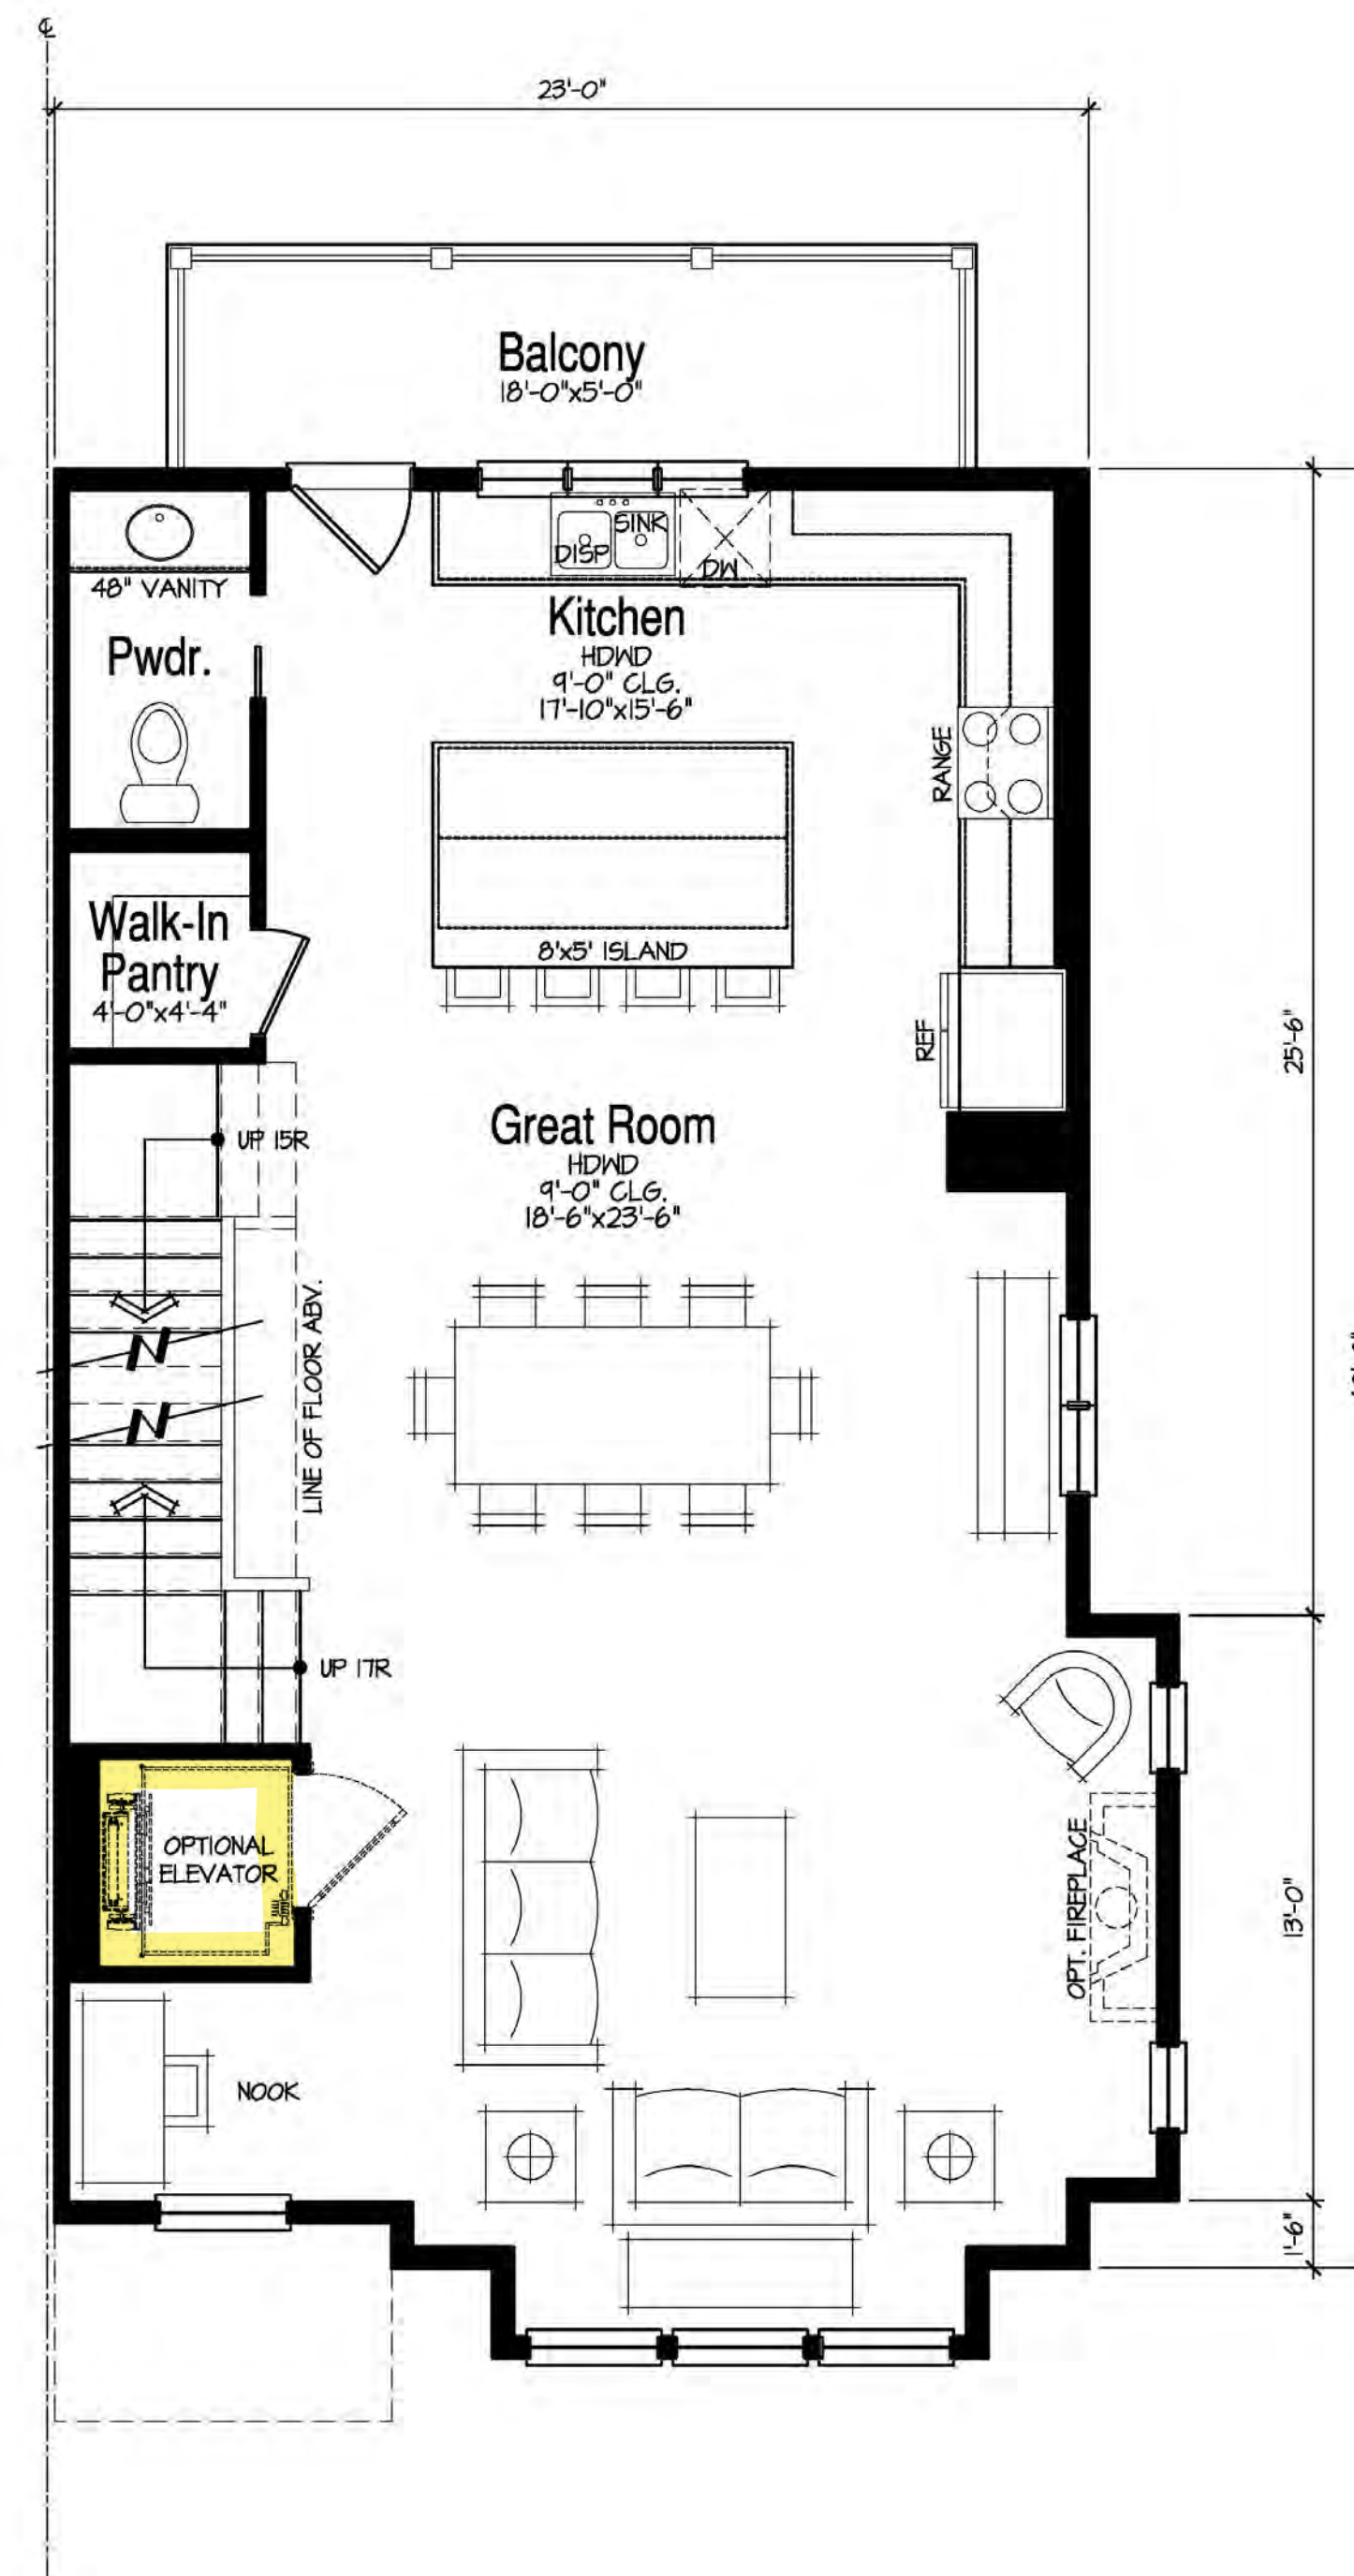 ℄
23'-0"
Balcony
18'-0"x5'-0"
SINK
DISP
DW
48" VANITY
Kitchen
HDWD
9'-0" CLG.
17'-10"x15'-6"
Pwdr.
RANGE
8'x5' ISLAND
Walk-In
Pantry
4'-0"x4'-4"
REF
25'-6"
Great Room
HDWD
9'-0" CLG.
18'-6"x23'-6"
UP 15R
LINE OF FLOOR ABV.
UP 17R
OPTIONAL
ELEVATOR
OPT. FIREPLACE
13'-0"
NOOK
1'-6"